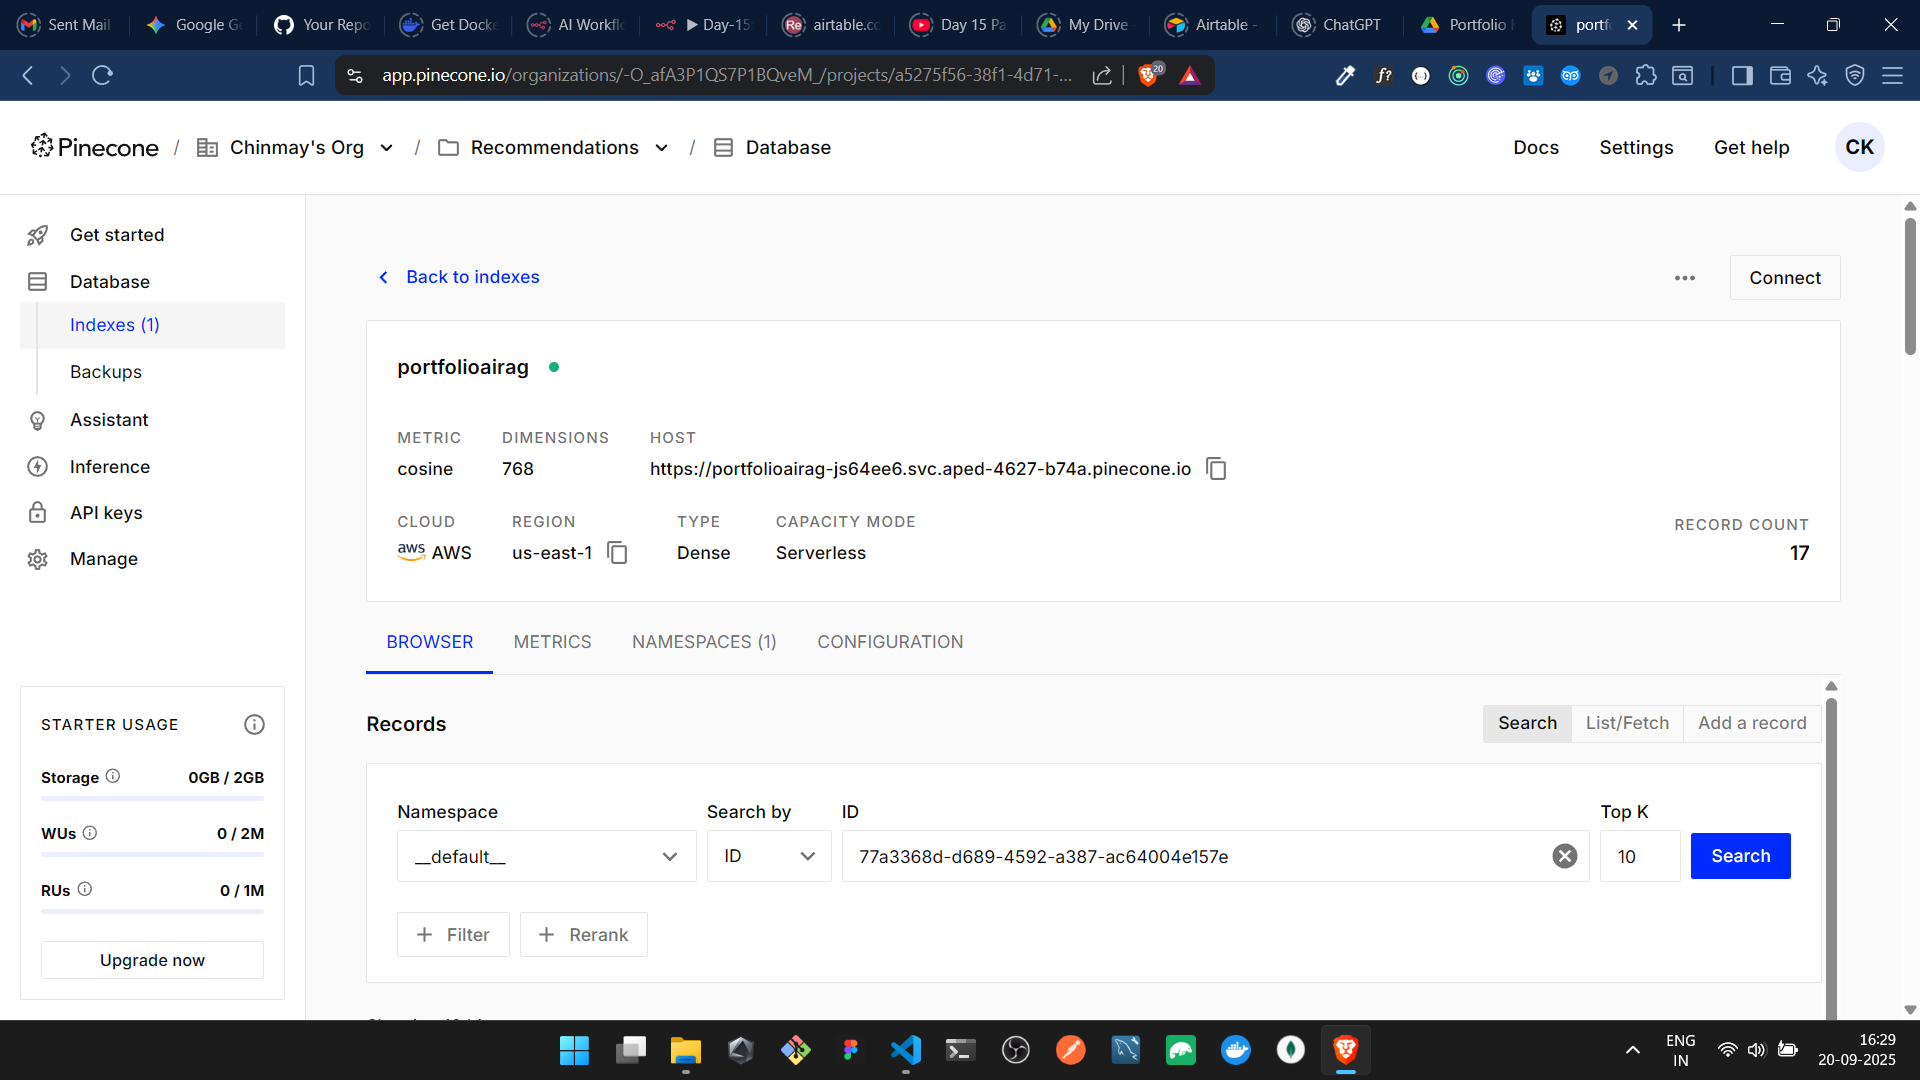 Sent Mail
Google Ge
Your Repo
Get Docke
AI Workflo
▶ Day-15
airtable.co
Day 15 Pa
My Drive
Airtable -
ChatGPT
Portfolio
portf
app.pinecone.io/organizations/-O_afA3P1QS7P1BQveM_/projects/a5275f56-38f1-4d71-...
20
Pinecone / Chinmay's Org / Recommendations / Database
Docs
Settings
Get help
CK
Get started
Database
Indexes (1)
Backups
Assistant
Inference
API keys
Manage
STARTER USAGE
Storage 0GB / 2GB
WUs 0 / 2M
RUs 0 / 1M
Upgrade now
Back to indexes
Connect
portfolioairag
METRIC DIMENSIONS HOST
cosine 768 https://portfolioairag-js64ee6.svc.aped-4627-b74a.pinecone.io
CLOUD REGION TYPE CAPACITY MODE RECORD COUNT
aws AWS us-east-1 Dense Serverless 17
BROWSER METRICS NAMESPACES (1) CONFIGURATION
Records
Search List/Fetch Add a record
Namespace Search by ID Top K
__default__ ID 77a3368d-d689-4592-a387-ac64004e157e 10 Search
+ Filter + Rerank
ENG
IN
16:29
20-09-2025